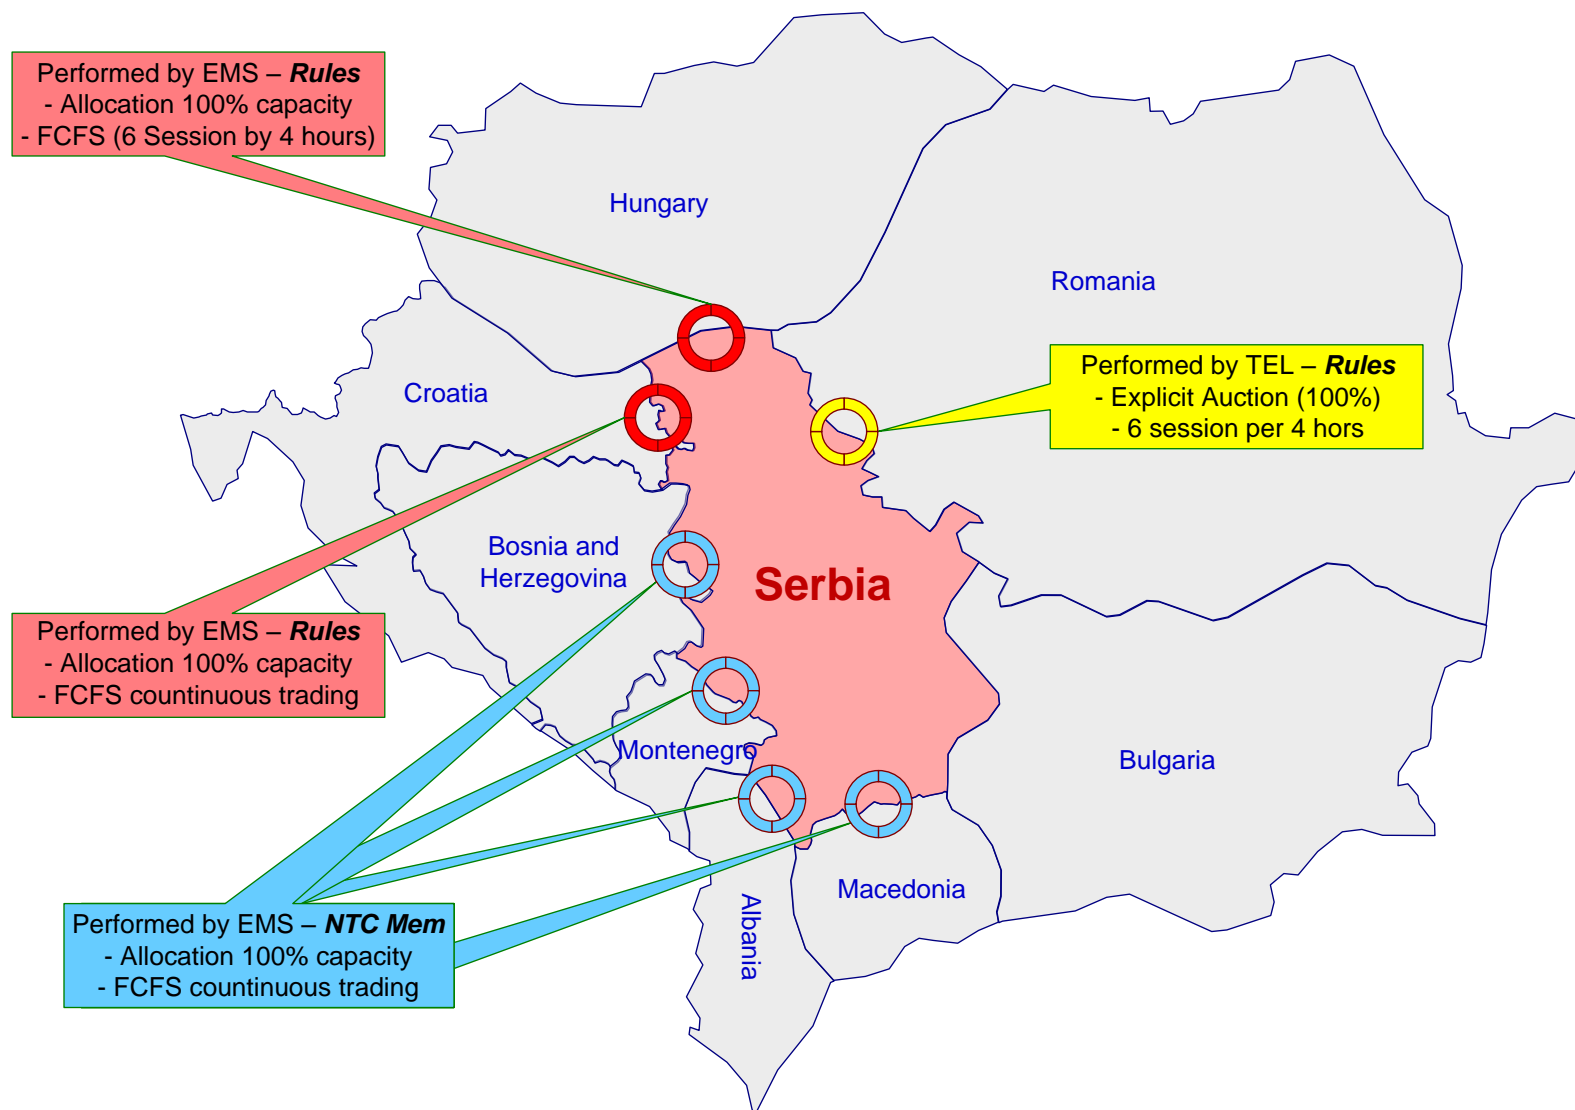 Performed by EMS – Rules
- Allocation 100% capacity
- FCFS (6 Session by 4 hours)
Hungary
Romania
Performed by TEL – Rules
- Explicit Auction (100%)
- 6 session per 4 hors
Croatia
Bosnia and
Herzegovina
Serbia
Performed by EMS – Rules
- Allocation 100% capacity
- FCFS countinuous trading
Montenegro
Bulgaria
Macedonia
Albania
Performed by EMS – NTC Mem
- Allocation 100% capacity
- FCFS countinuous trading